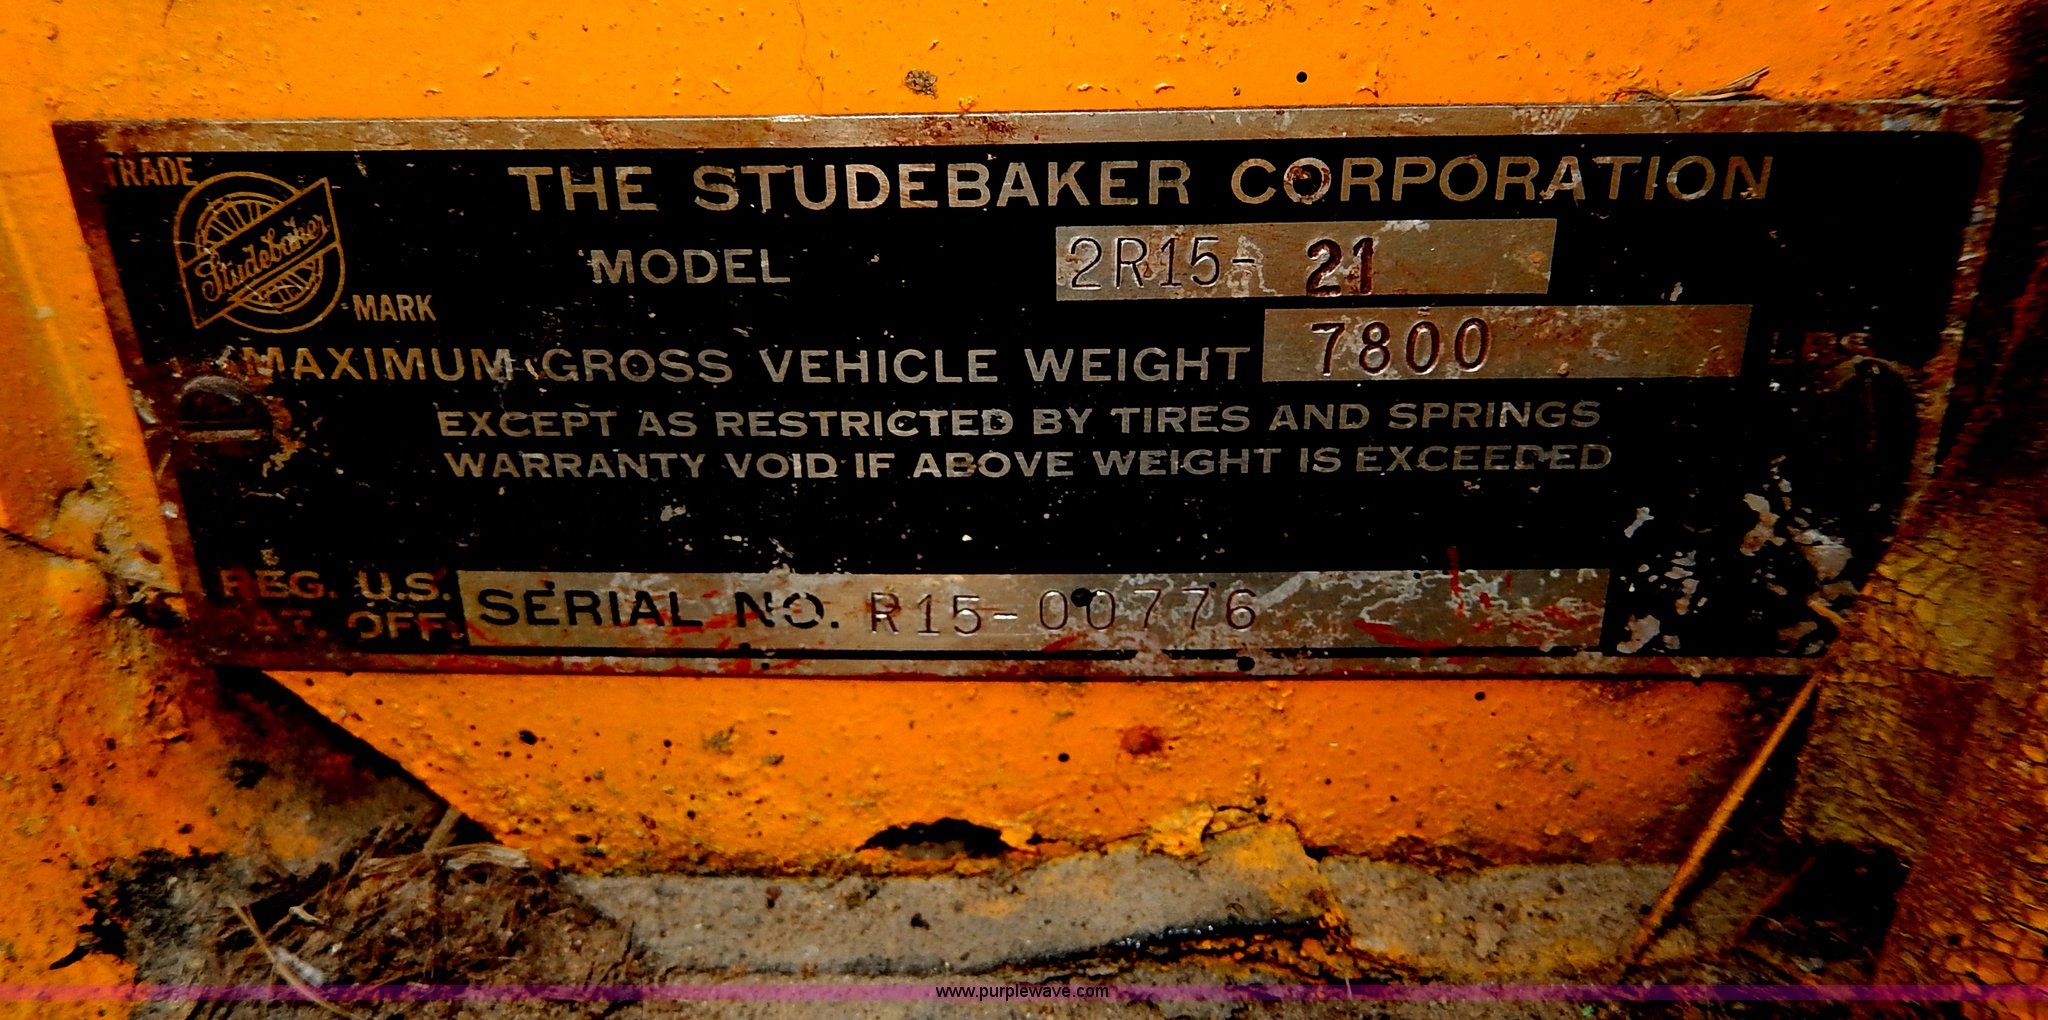 THE STUDEBAKER CORPORATION
TRADE
Studebaker
MARK
MODEL 2R15-21
MAXIMUM GROSS VEHICLE WEIGHT 7800 LBS
EXCEPT AS RESTRICTED BY TIRES AND SPRINGS
WARRANTY VOID IF ABOVE WEIGHT IS EXCEEDED
REG. U.S.
PAT. OFF.
SERIAL NO. R15-00776
www.purplewave.com